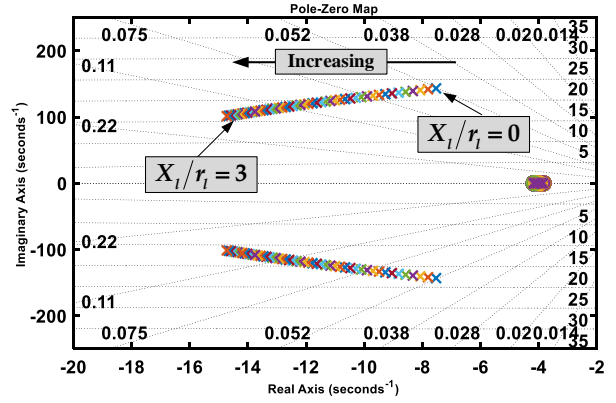 Pole-Zero Map
0.075 0.052 0.038 0.028 0.020.014 35
200 30
Increasing 25
0.11 20
100 15
0.22 X_l/r_l = 0 10
5
X_l/r_l = 3
0
Imaginary Axis (seconds⁻¹)
5
0.22 10
-100 15
20
0.11 25
-200 30
0.075 0.052 0.038 0.028 0.020.014 35
-20 -18 -16 -14 -12 -10 -8 -6 -4 -2
Real Axis (seconds⁻¹)